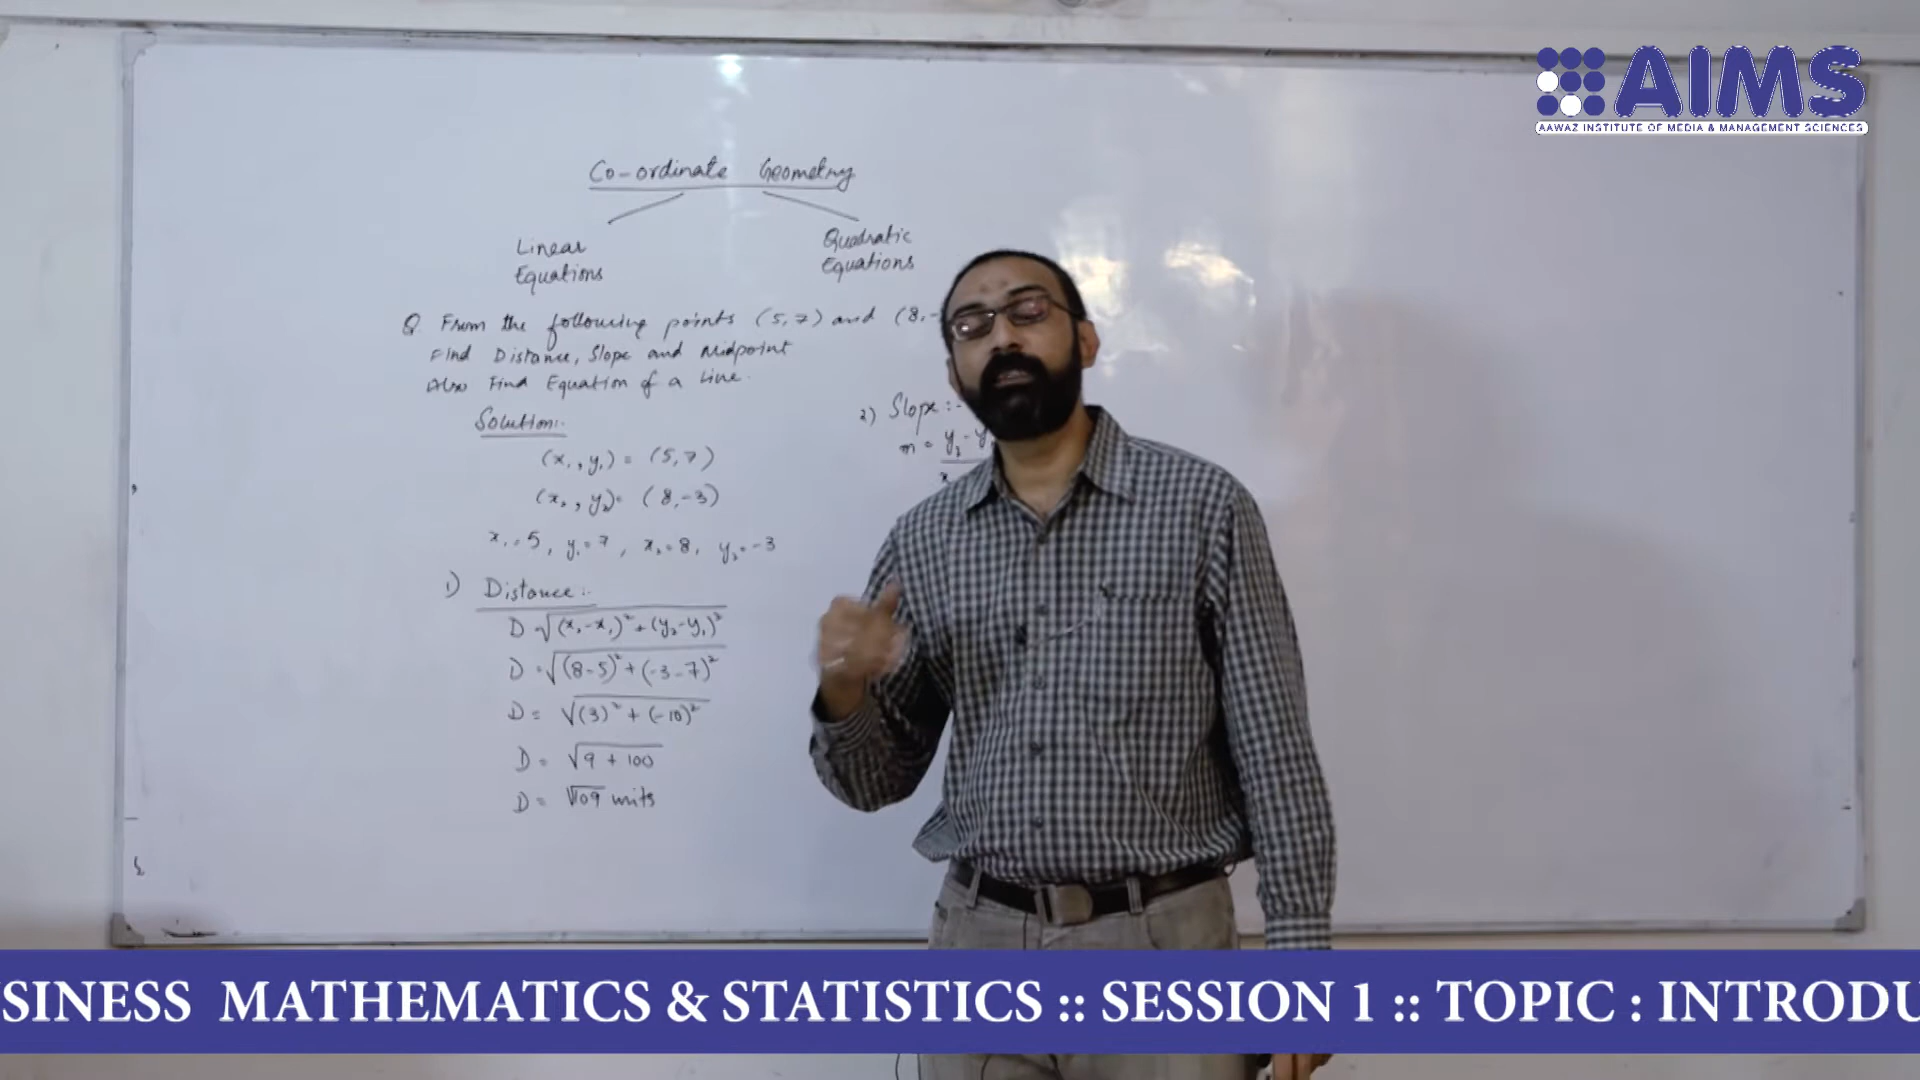 AIMS
AAWAZ INSTITUTE OF MEDIA & MANAGEMENT SCIENCES
Co-ordinate Geometry
Linear
Equations
Quadratic
Equations
Q. From the following points (5,7) and (8,-
Find Distance, Slope and Midpoint
Also Find Equation of a Line.
Solution:-
(x₁, y₁) = (5,7)
(x₂, y₂) = (8,-3)
x₁=5, y₁=7, x₂=8, y₂=-3
1) Distance:-
D = √(x₂-x₁)² + (y₂-y₁)²
D = √(8-5)² + (-3-7)²
D = √(3)² + (-10)²
D = √9 + 100
D = √109 units
2) Slope:-
m = y₂-y
x
SINESS MATHEMATICS & STATISTICS :: SESSION 1 :: TOPIC : INTRODU